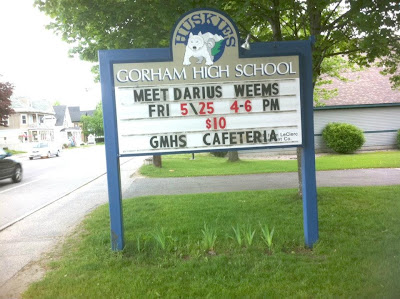 HUSKIES
GORHAM HIGH SCHOOL
MEET DARIUS WEEMS
FRI 5\25 4-6 PM
$10
GMHS CAFETERIA